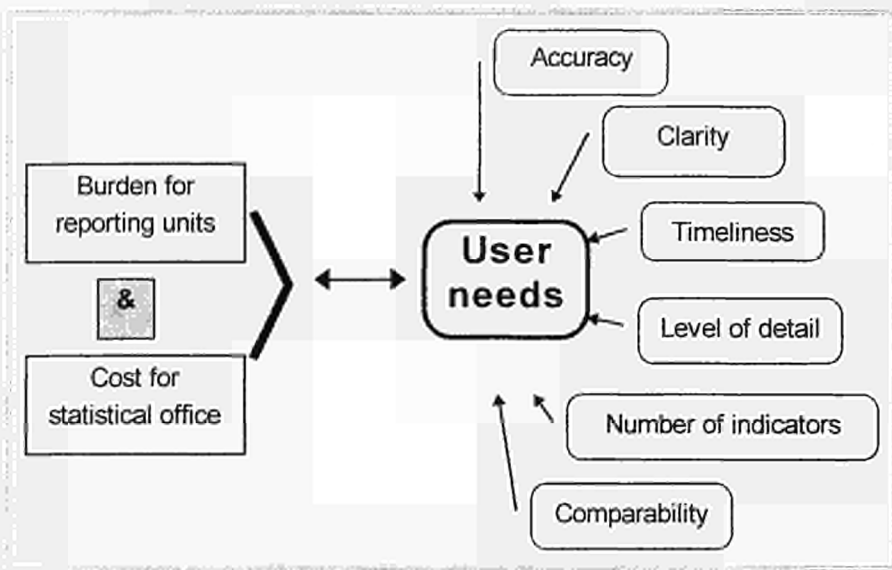 Accuracy
Clarity
Burden for
reporting units
Timeliness
User
needs
&
Level of detail
Cost for
statistical office
Number of indicators
Comparability